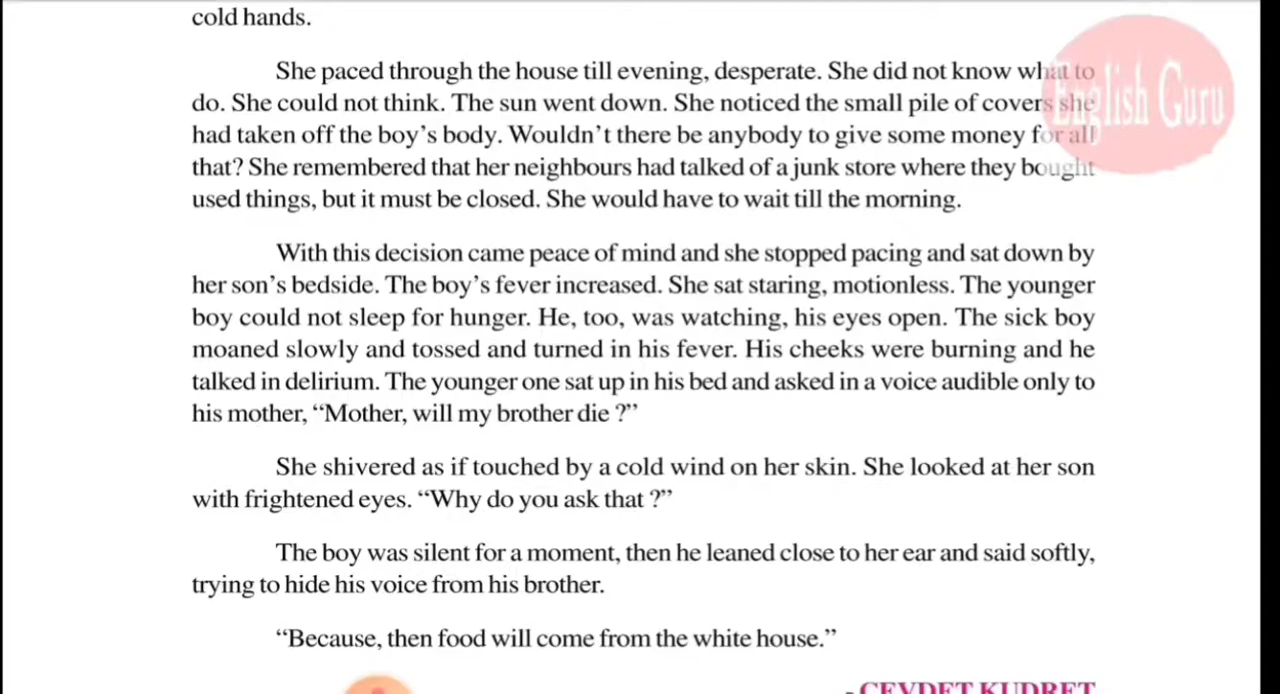 cold hands.
She paced through the house till evening, desperate. She did not know what to
do. She could not think. The sun went down. She noticed the small pile of covers she
had taken off the boy's body. Wouldn't there be anybody to give some money for all
that? She remembered that her neighbours had talked of a junk store where they bought
used things, but it must be closed. She would have to wait till the morning.
With this decision came peace of mind and she stopped pacing and sat down by
her son's bedside. The boy's fever increased. She sat staring, motionless. The younger
boy could not sleep for hunger. He, too, was watching, his eyes open. The sick boy
moaned slowly and tossed and turned in his fever. His cheeks were burning and he
talked in delirium. The younger one sat up in his bed and asked in a voice audible only to
his mother, “Mother, will my brother die ?”
She shivered as if touched by a cold wind on her skin. She looked at her son
with frightened eyes. “Why do you ask that ?”
The boy was silent for a moment, then he leaned close to her ear and said softly,
trying to hide his voice from his brother.
“Because, then food will come from the white house.”
- CEVDET KUDRET
English Guru